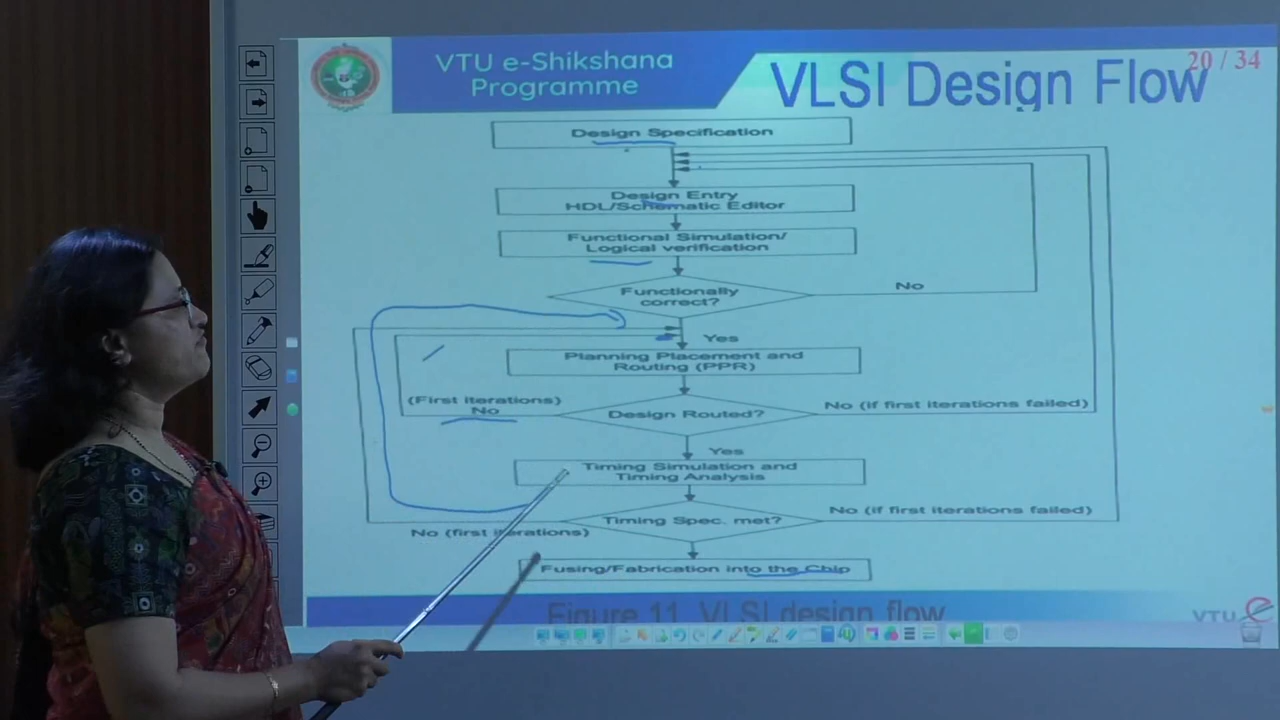 VTU e-Shikshana
Programme
VLSI Design Flow
20 / 34
Design Specification
Design Entry
HDL/Schematic Editor
Functional Simulation/
Logical verification
Functionally
correct?
No
Yes
Planning Placement and
Routing (PPR)
(First iterations)
No
Design Routed?
No (if first iterations failed)
Yes
Timing Simulation and
Timing Analysis
Timing Spec. met?
No (if first iterations failed)
No (first iterations)
Fusing/Fabrication into the Chip
Figure 11 VLSI design flow
VTU e